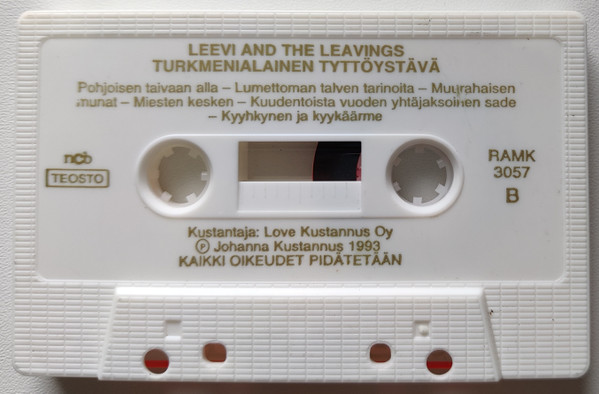 LEEVI AND THE LEAVINGS
TURKMENIALAINEN TYTTÖYSTÄVÄ
Pohjoisen taivaan alla – Lumettoman talven tarinoita – Muurahaisen
munat – Miesten kesken – Kuudentoista vuoden yhtäjaksoinen sade
– Kyyhkynen ja kyykäärme
ncb
TEOSTO
RAMK
3057
B
Kustantaja: Love Kustannus Oy
Ⓟ Johanna Kustannus 1993
KAIKKI OIKEUDET PIDÄTETÄÄN